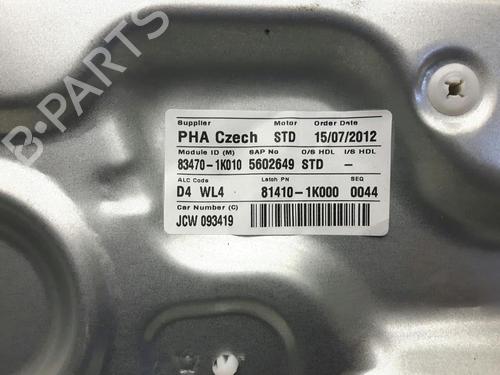 B-PARTS
Supplier Motor Order Date
PHA Czech STD 15/07/2012
Module ID (M) SAP No O/S HDL I/S HDL
83470-1K010 5602649 STD –
ALC Code Latch PN SEQ
D4 WL4 81410-1K000 0044
Car Number (C)
JCW 093419